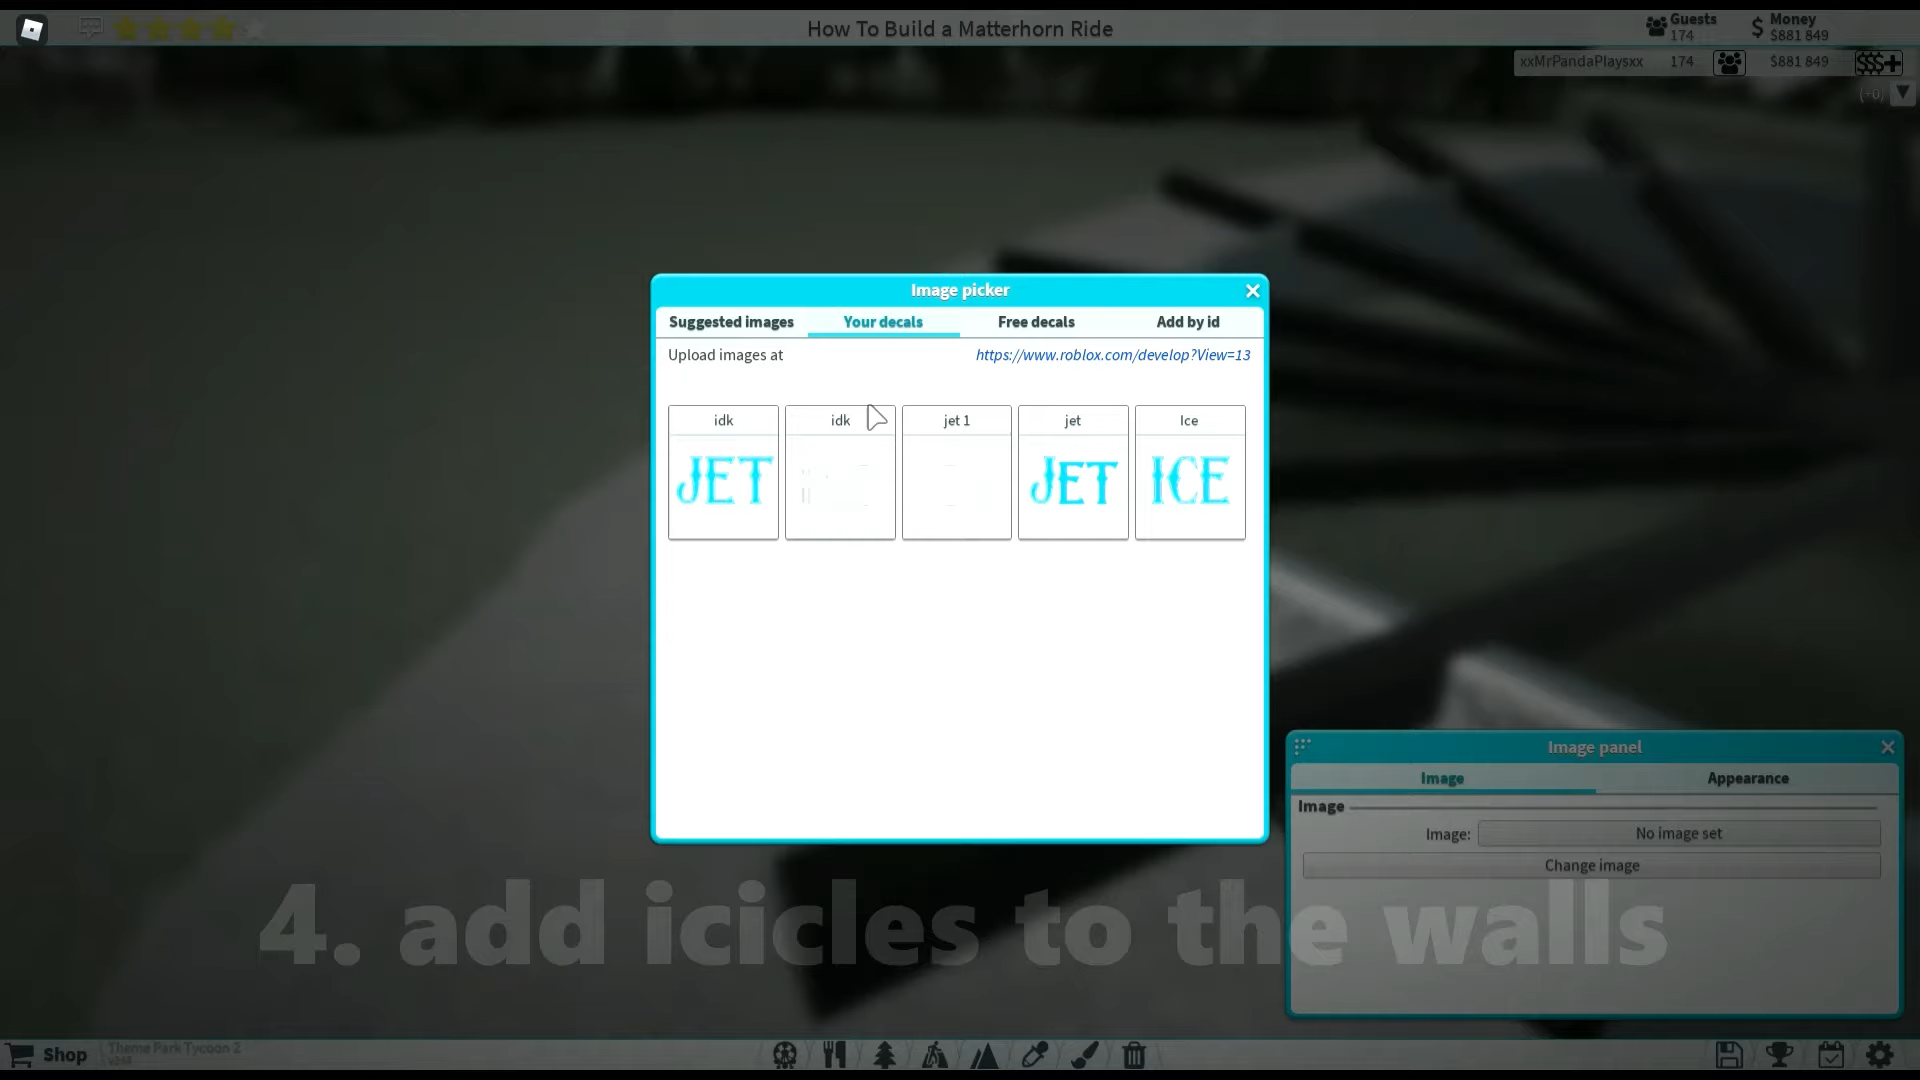 How To Build a Matterhorn Ride
Guests
174
Money
$881 849
xxMrPandaPlaysxx 174 $881 849
(+0)
Image picker
Suggested images Your decals Free decals Add by id
Upload images at https://www.roblox.com/develop?View=13
idk idk jet 1 jet Ice
JET JET ICE
Image panel
Image Appearance
Image
Image: No image set
Change image
4. add icicles to the walls
Shop
Theme Park Tycoon 2